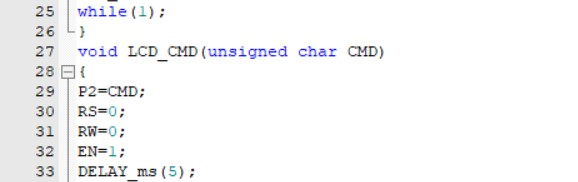 25 while(1);
26 }
27 void LCD_CMD(unsigned char CMD)
28 {
29 P2=CMD;
30 RS=0;
31 RW=0;
32 EN=1;
33 DELAY_ms(5);